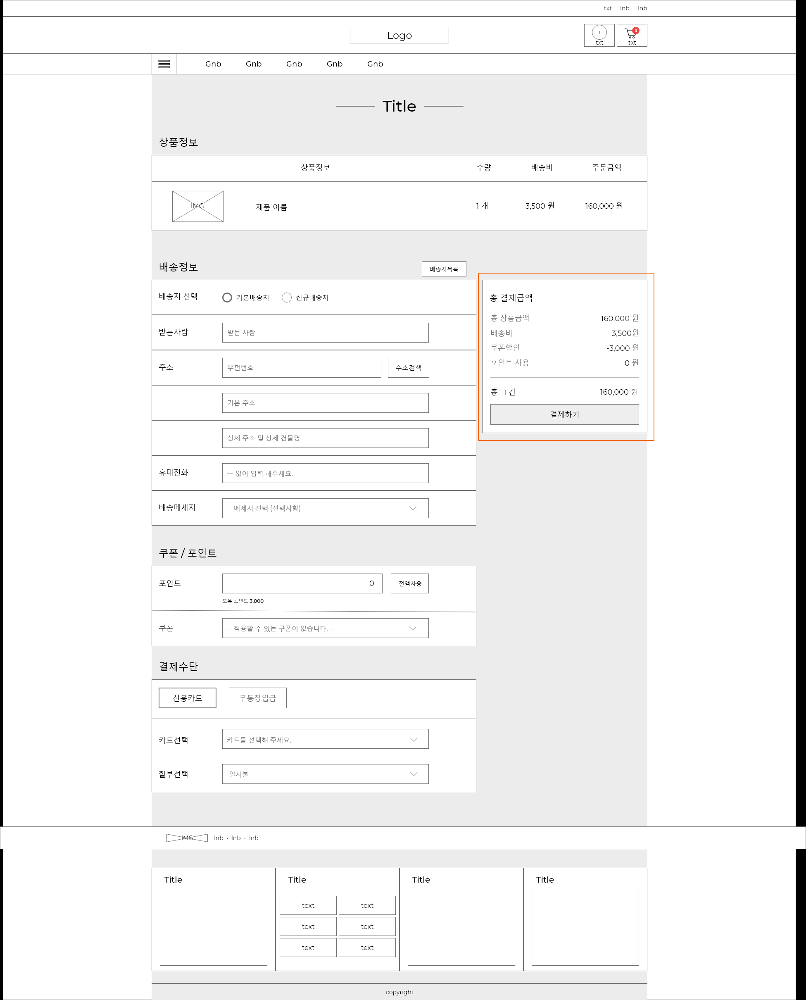 txt lnb lnb
Logo
i
txt
0
txt
Gnb Gnb Gnb Gnb Gnb
Title
상품정보
상품정보 수량 배송비 주문금액
IMG 제품 이름 1 개 3,500 원 160,000 원
배송정보
배송지목록
배송지 선택 기본배송지 신규배송지
받는사람 받는 사람
주소 우편번호 주소검색
기본 주소
상세 주소 및 상세 건물명
휴대전화 ㅡ 없이 입력 해주세요.
배송메세지 -- 메세지 선택 (선택사항) --
총 결제금액
총 상품금액 160,000 원
배송비 3,500원
쿠폰할인 -3,000 원
포인트 사용 0 원
총 1 건 160,000 원
결제하기
쿠폰 / 포인트
포인트 0 전액사용
보유 포인트 3,000
쿠폰 -- 적용할 수 있는 쿠폰이 없습니다. --
결제수단
신용카드 무통장입금
카드선택 카드를 선택해 주세요.
할부선택 일시불
IMG lnb · lnb · lnb
Title Title Title Title
text text
text text
text text
copyright